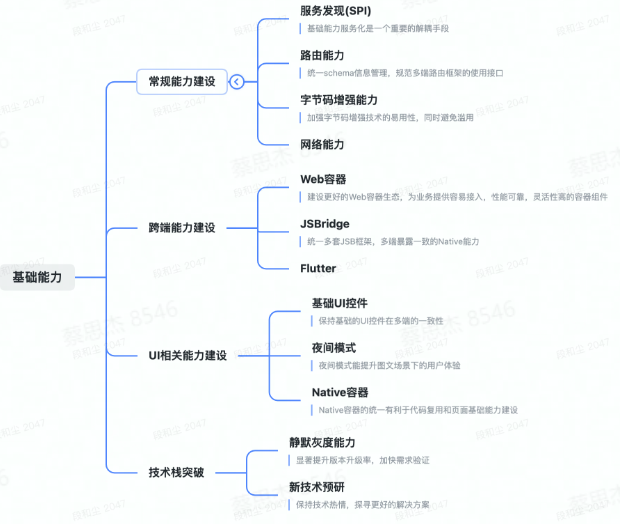 服务发现(SPI)
基础能力服务化是一个重要的解耦手段
路由能力
统一schema信息管理，规范多端路由框架的使用接口
常规能力建设
字节码增强能力
加强字节码增强技术的易用性，同时避免滥用
网络能力
Web容器
建设更好的Web容器生态，为业务提供容易接入，性能可靠，灵活性高的容器组件
跨端能力建设
JSBridge
统一多套JSB框架，多端暴露一致的Native能力
Flutter
基础能力
基础UI控件
保持基础的UI控件在多端的一致性
UI相关能力建设
夜间模式
夜间模式能提升图文场景下的用户体验
Native容器
Native容器的统一有利于代码复用和页面基础能力建设
技术栈突破
静默灰度能力
显著提升版本升级率，加快需求验证
新技术预研
保持技术热情，探寻更好的解决方案
蔡思杰 8546
段和尘 2047